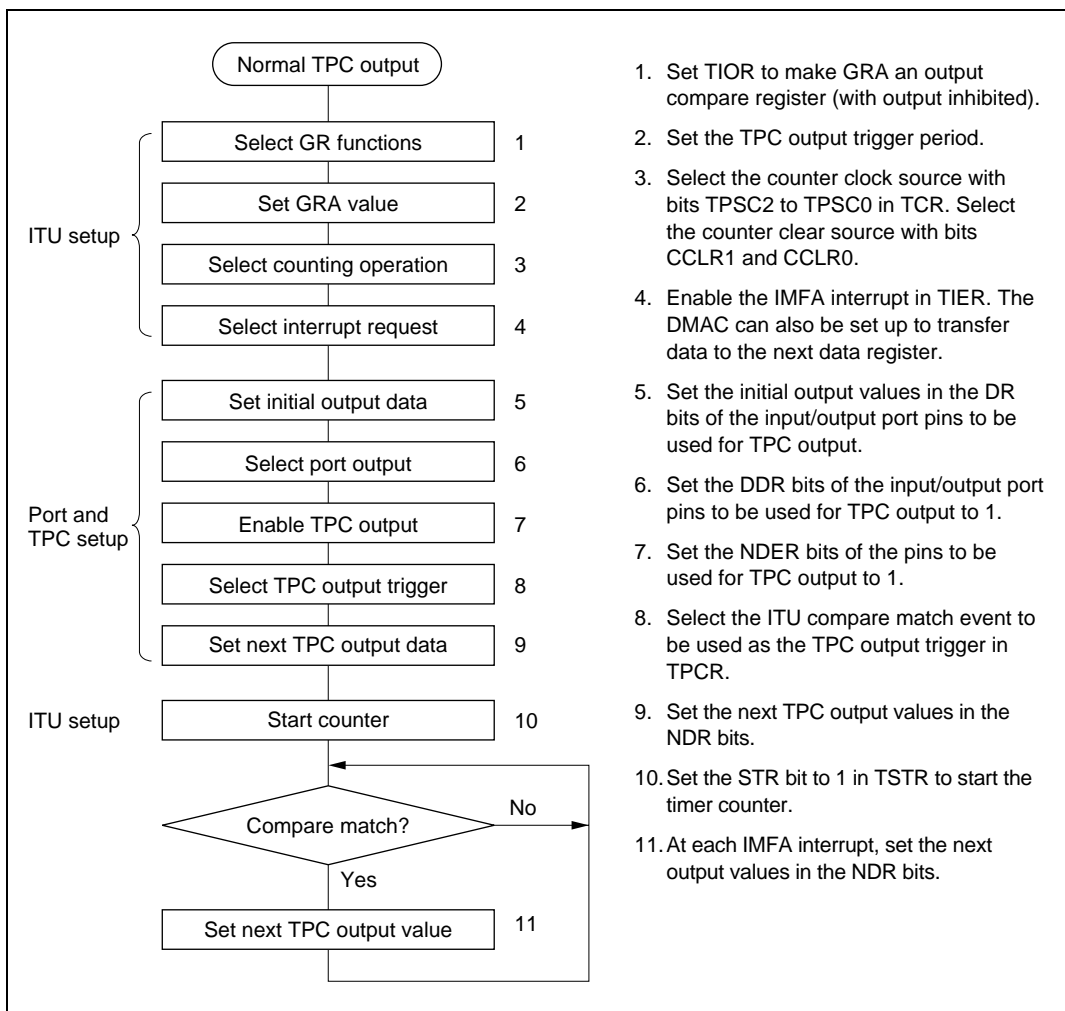 Normal TPC output
ITU setup
Select GR functions 1
Set GRA value 2
Select counting operation 3
Select interrupt request 4
Port and
TPC setup
Set initial output data 5
Select port output 6
Enable TPC output 7
Select TPC output trigger 8
Set next TPC output data 9
ITU setup
Start counter 10
Compare match?
No
Yes
Set next TPC output value 11
1. Set TIOR to make GRA an output
compare register (with output inhibited).
2. Set the TPC output trigger period.
3. Select the counter clock source with
bits TPSC2 to TPSC0 in TCR. Select
the counter clear source with bits
CCLR1 and CCLR0.
4. Enable the IMFA interrupt in TIER. The
DMAC can also be set up to transfer
data to the next data register.
5. Set the initial output values in the DR
bits of the input/output port pins to be
used for TPC output.
6. Set the DDR bits of the input/output port
pins to be used for TPC output to 1.
7. Set the NDER bits of the pins to be
used for TPC output to 1.
8. Select the ITU compare match event to
be used as the TPC output trigger in
TPCR.
9. Set the next TPC output values in the
NDR bits.
10. Set the STR bit to 1 in TSTR to start the
timer counter.
11. At each IMFA interrupt, set the next
output values in the NDR bits.